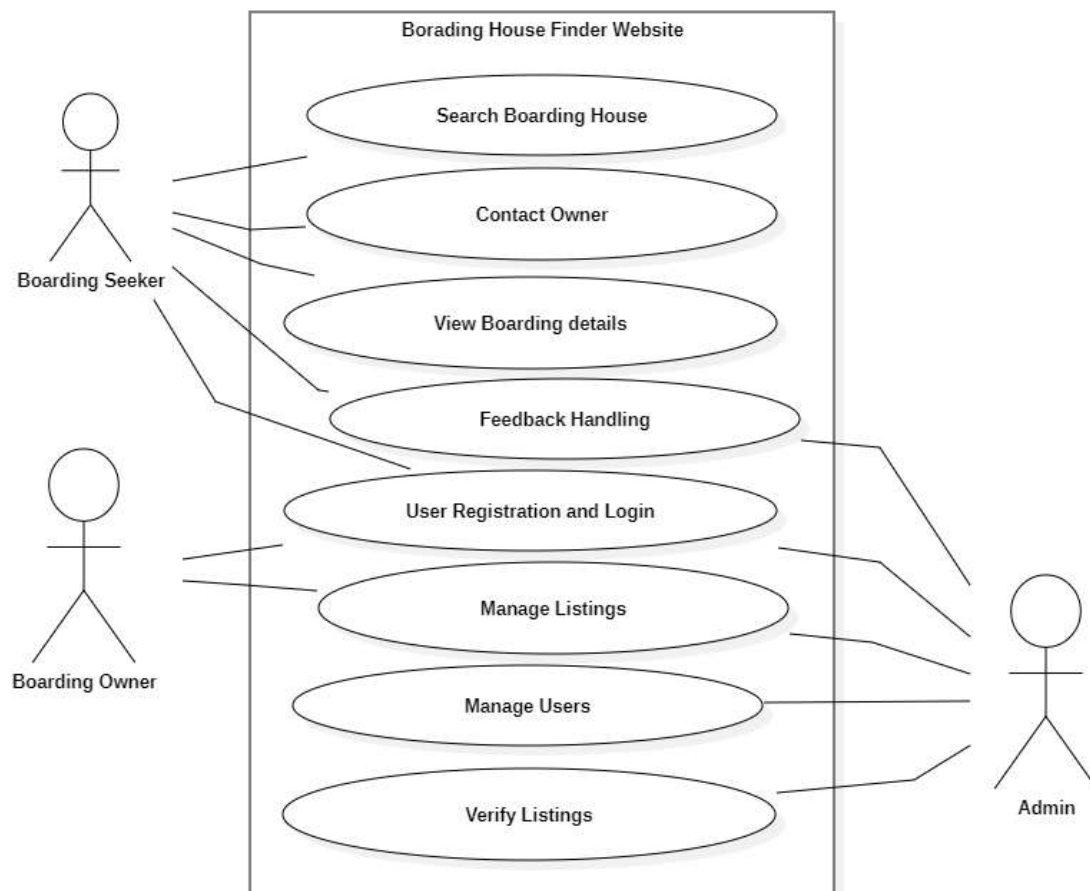 Borading House Finder Website
Search Boarding House
Contact Owner
Boarding Seeker
View Boarding details
Feedback Handling
User Registration and Login
Manage Listings
Boarding Owner
Manage Users
Verify Listings
Admin